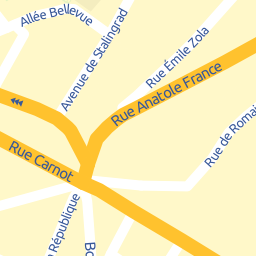 Allée Bellevue
Avenue de Stalingrad
Rue Émile Zola
Rue Anatole France
Rue de Romai
Rue Carnot
République
Bo